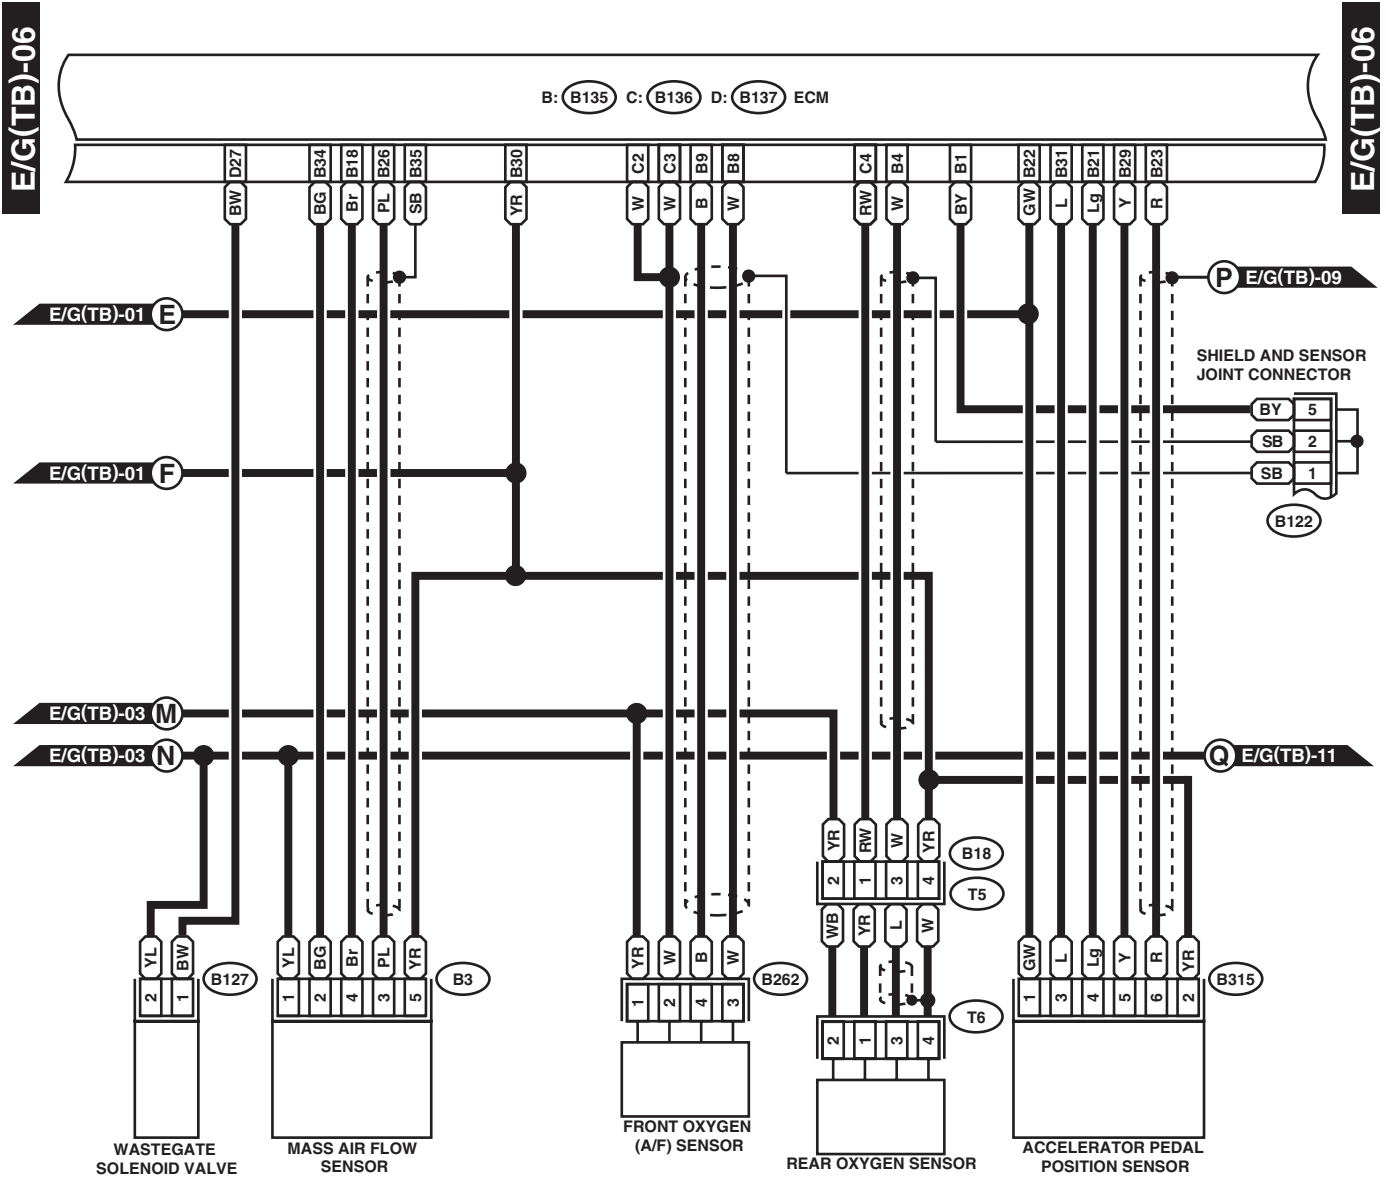 E/G(TB)-06
E/G(TB)-06
B: B135 C: B136 D: B137 ECM
D27 B34 B18 B26 B35 B30 C2 C3 B9 B8 C4 B4 B1 B22 B31 B21 B29 B23
BW BG Br PL SB YR W W B W RW W BY GW L Lg Y R
P E/G(TB)-09
E/G(TB)-01 E
SHIELD AND SENSOR
JOINT CONNECTOR
BY 5
SB 2
E/G(TB)-01 F
SB 1
B122
E/G(TB)-03 M
E/G(TB)-03 N
Q E/G(TB)-11
YR RW W YR
B18
2 1 3 4
T5
WB YR L W
YL BW YL BG Br PL YR YR W B W GW L Lg Y R YR
B127 B3 B262 B315
2 1 1 2 4 3 5 1 2 4 3 1 3 4 5 6 2
T6
2 1 3 4
WASTEGATE
SOLENOID VALVE
MASS AIR FLOW
SENSOR
FRONT OXYGEN
(A/F) SENSOR
REAR OXYGEN SENSOR
ACCELERATOR PEDAL
POSITION SENSOR